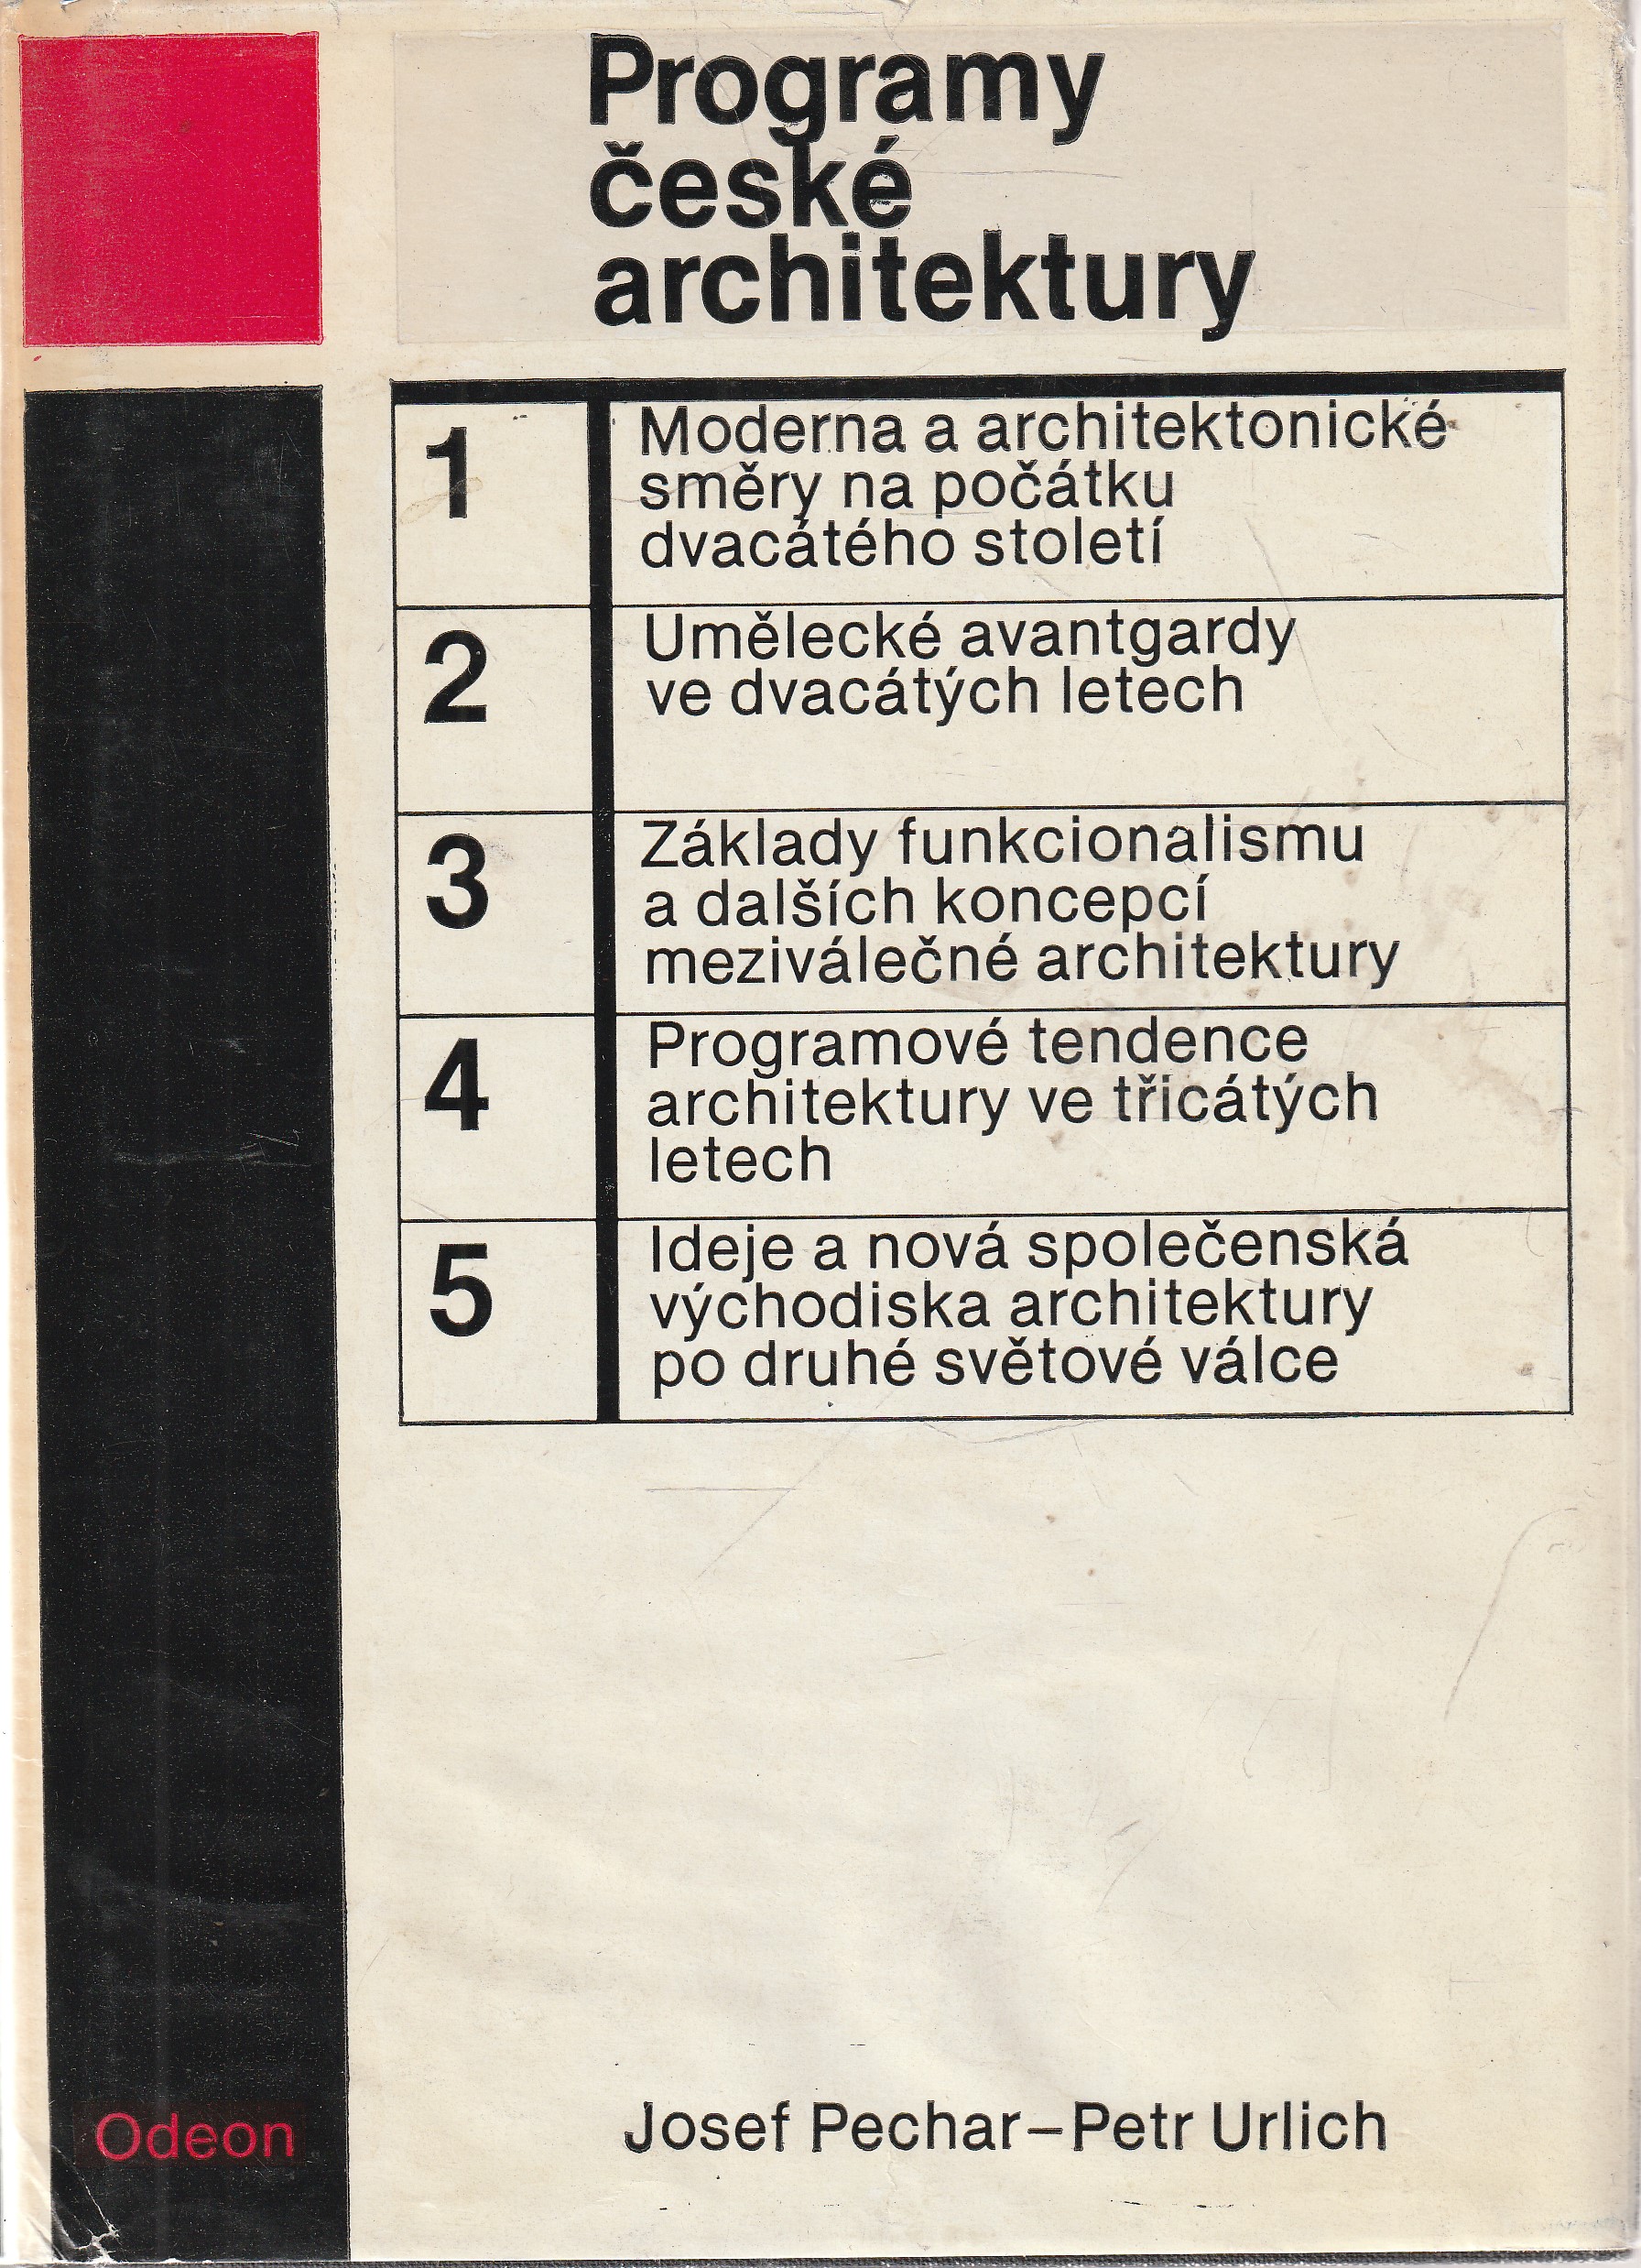 Programy
české
architektury
1
Moderna a architektonické
směry na počátku
dvacátého století
2
Umělecké avantgardy
ve dvacátých letech
3
Základy funkcionalismu
a dalších koncepcí
meziválečné architektury
4
Programové tendence
architektury ve třicátých
letech
5
Ideje a nová společenská
východiska architektury
po druhé světové válce
Odeon
Josef Pechar–Petr Urlich